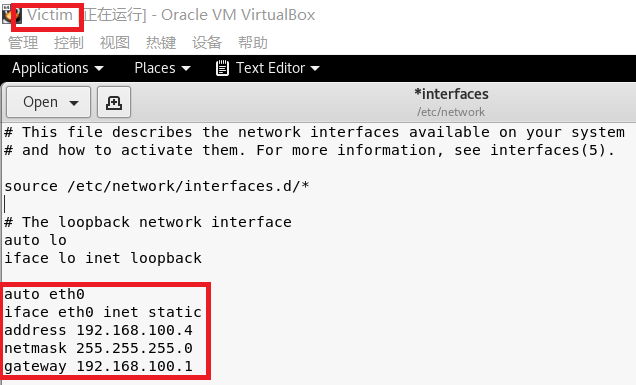 Victim [正在运行] - Oracle VM VirtualBox
管理 控制 视图 热键 设备 帮助
Applications Places Text Editor
Open *interfaces
/etc/network
# This file describes the network interfaces available on your system
# and how to activate them. For more information, see interfaces(5).
source /etc/network/interfaces.d/*
# The loopback network interface
auto lo
iface lo inet loopback
auto eth0
iface eth0 inet static
address 192.168.100.4
netmask 255.255.255.0
gateway 192.168.100.1